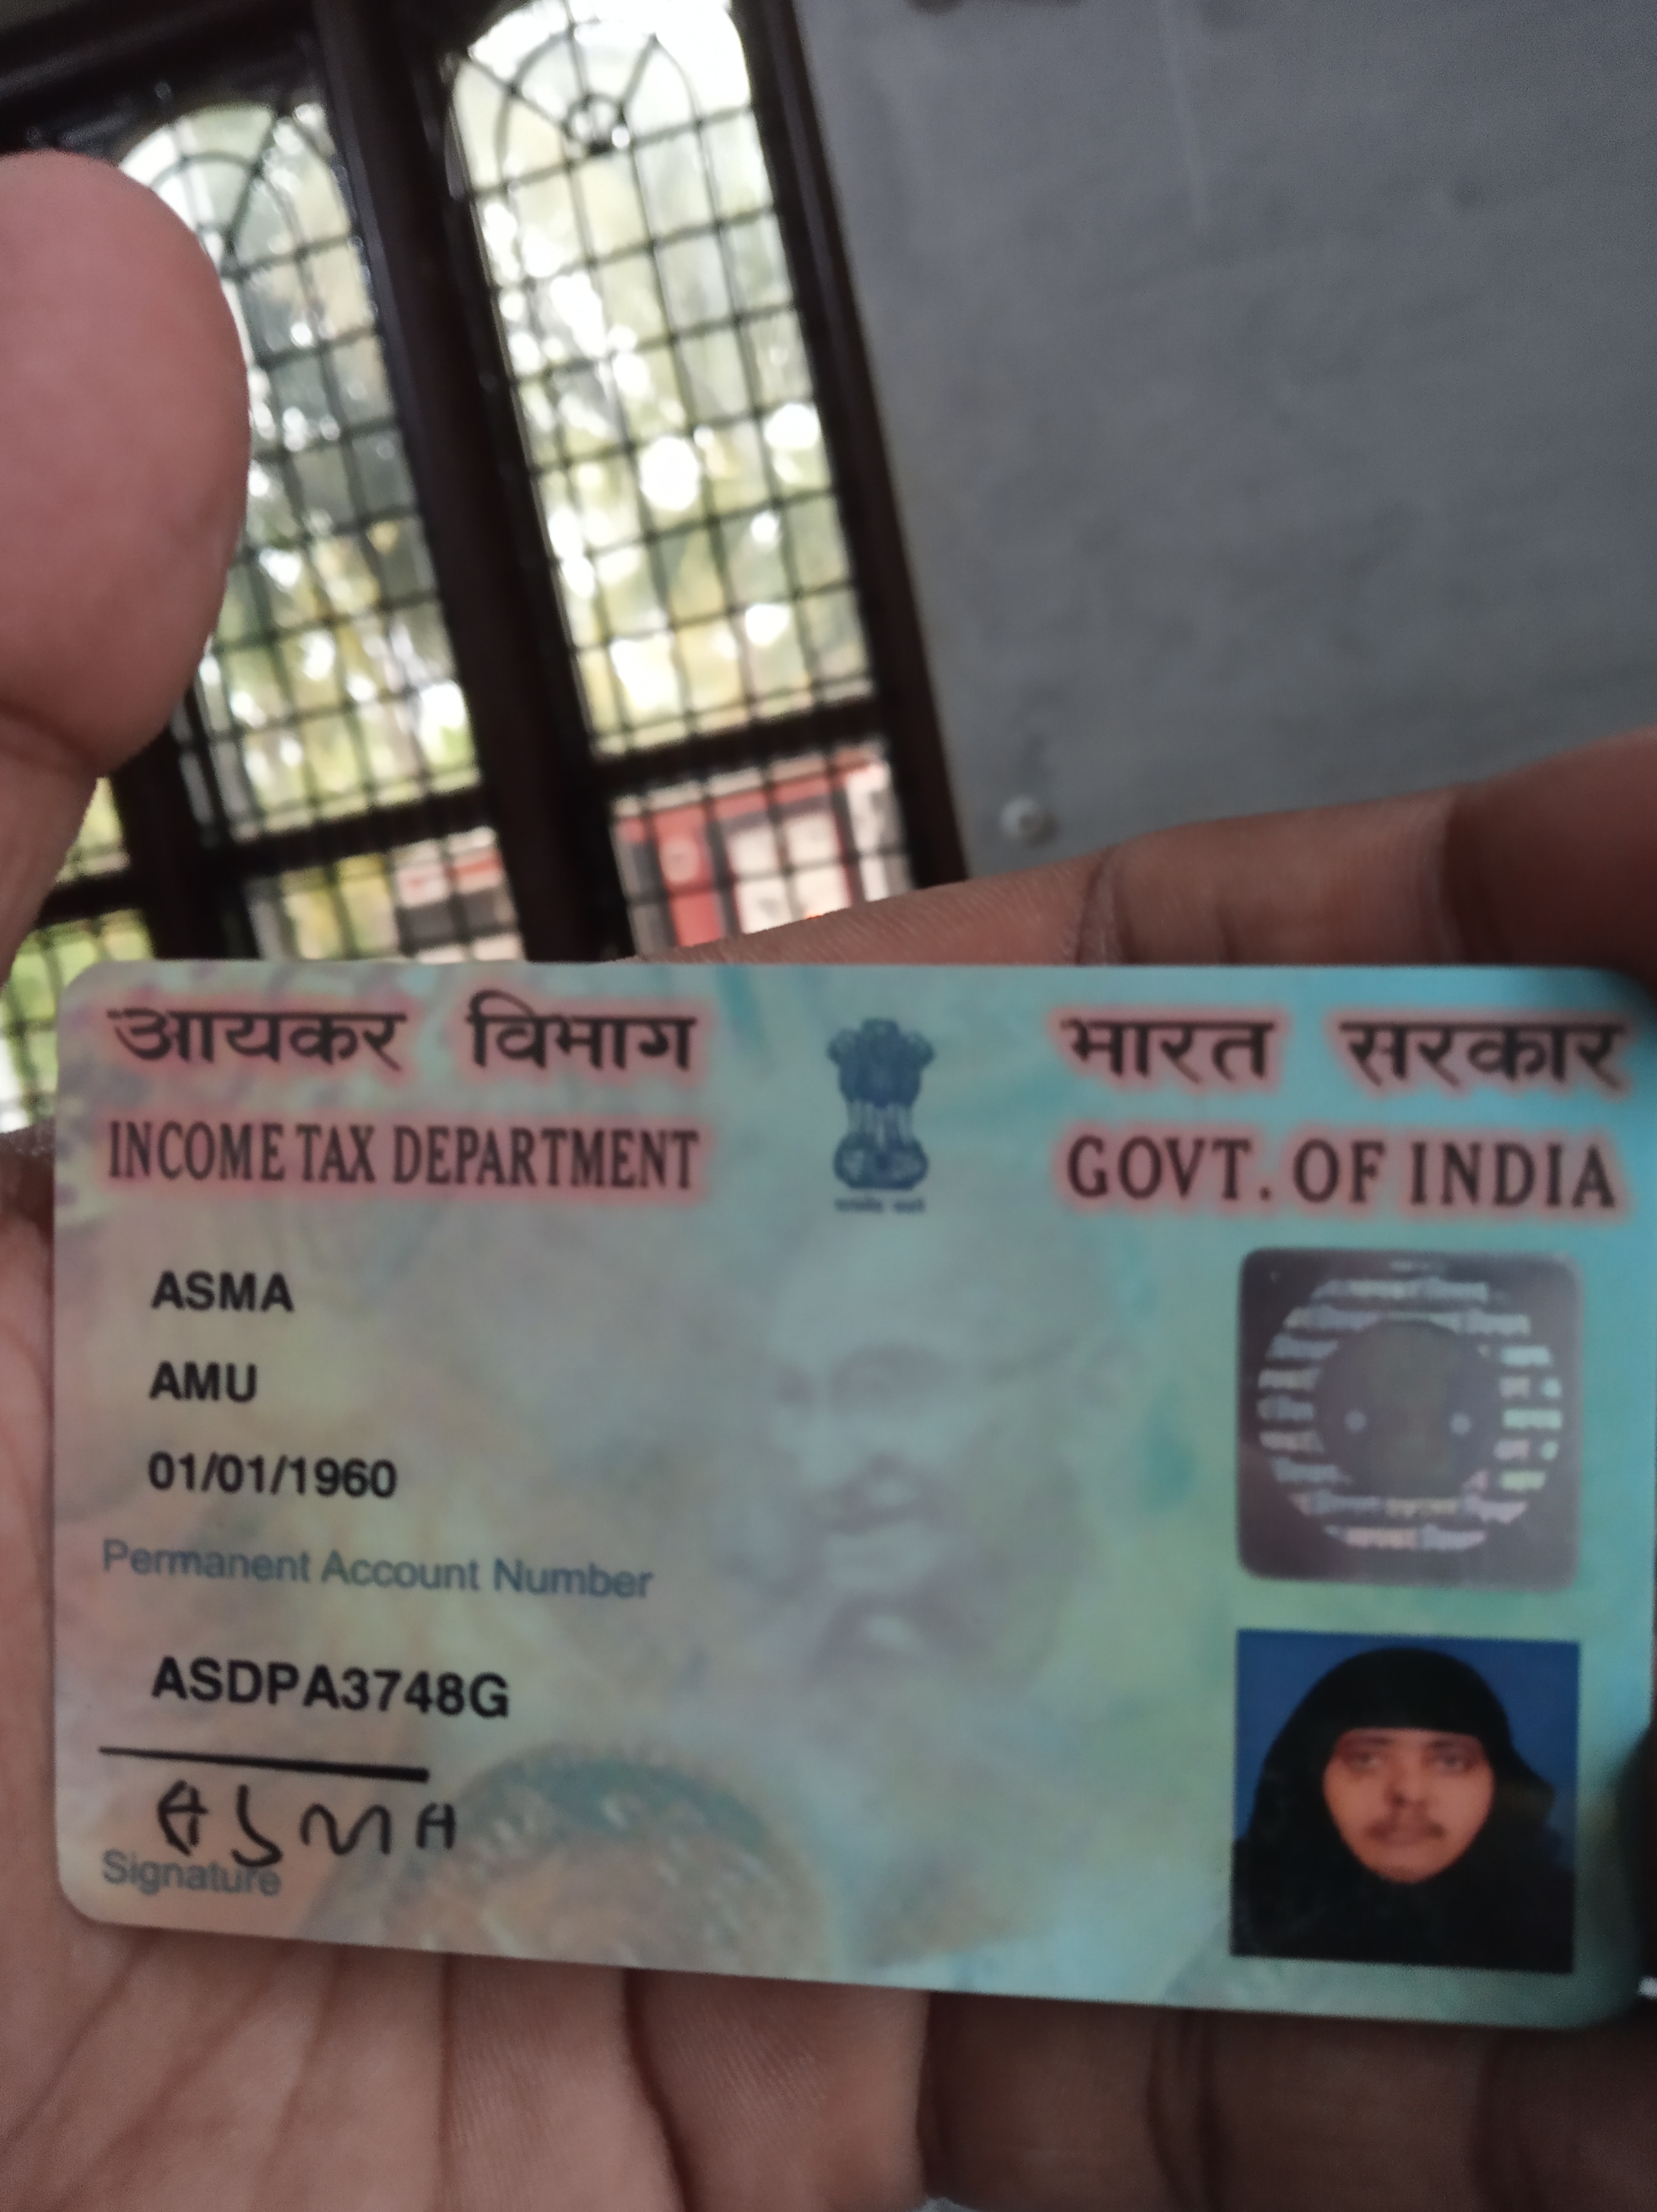 आयकर विभाग
भारत सरकार
INCOME TAX DEPARTMENT
GOVT. OF INDIA
ASMA
AMU
01/01/1960
Permanent Account Number
ASDPA3748G
ASMA
Signature